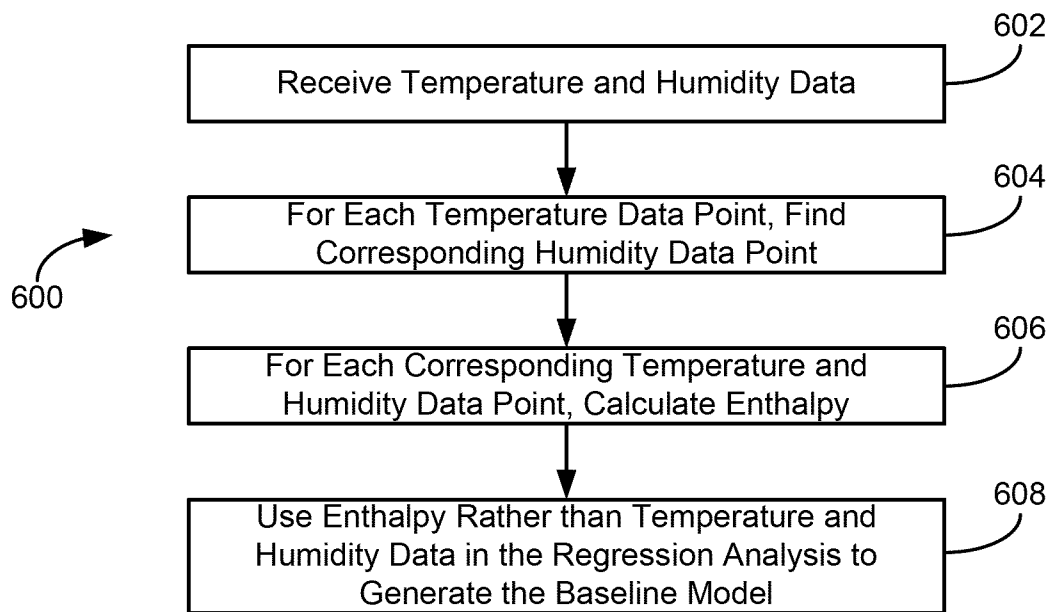 602
Receive Temperature and Humidity Data
604
For Each Temperature Data Point, Find
Corresponding Humidity Data Point
600
606
For Each Corresponding Temperature and
Humidity Data Point, Calculate Enthalpy
608
Use Enthalpy Rather than Temperature and
Humidity Data in the Regression Analysis to
Generate the Baseline Model